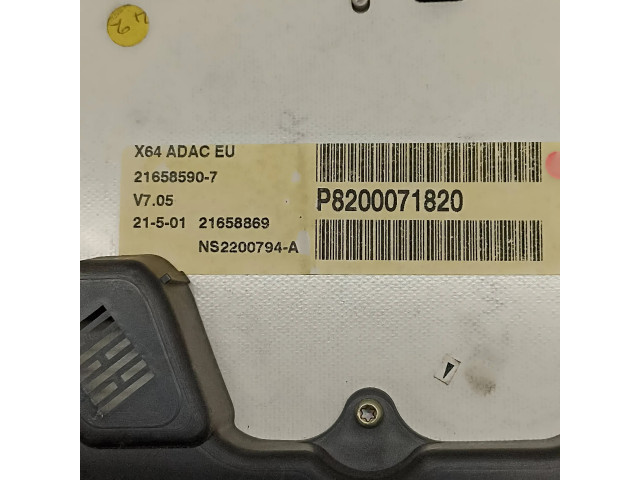 X64 ADAC EU
21658590-7
V7.05
21-5-01 21658869
NS2200794-A
P8200071820